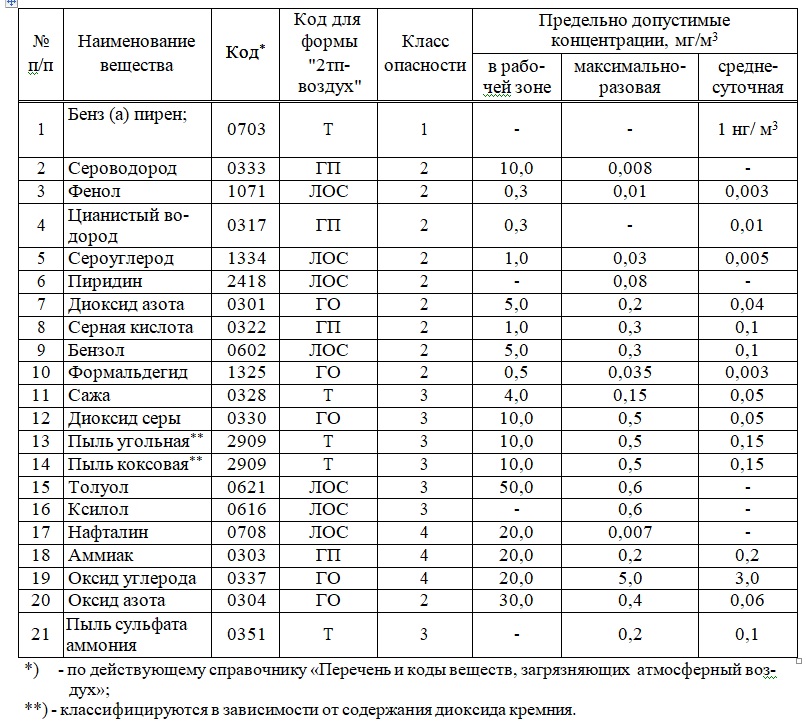 № п/п | Наименование вещества | Код* | Код для формы "2тп-воздух" | Класс опасности | Предельно допустимые концентрации, мг/м³
в рабо-чей зоне | максимально-разовая | средне-суточная
1 | Бенз (а) пирен; | 0703 | Т | 1 | - | - | 1 нг/ м³
2 | Сероводород | 0333 | ГП | 2 | 10,0 | 0,008 | -
3 | Фенол | 1071 | ЛОС | 2 | 0,3 | 0,01 | 0,003
4 | Цианистый во-дород | 0317 | ГП | 2 | 0,3 | - | 0,01
5 | Сероуглерод | 1334 | ЛОС | 2 | 1,0 | 0,03 | 0,005
6 | Пиридин | 2418 | ЛОС | 2 | - | 0,08 | -
7 | Диоксид азота | 0301 | ГО | 2 | 5,0 | 0,2 | 0,04
8 | Серная кислота | 0322 | ГП | 2 | 1,0 | 0,3 | 0,1
9 | Бензол | 0602 | ЛОС | 2 | 5,0 | 0,3 | 0,1
10 | Формальдегид | 1325 | ГО | 2 | 0,5 | 0,035 | 0,003
11 | Сажа | 0328 | Т | 3 | 4,0 | 0,15 | 0,05
12 | Диоксид серы | 0330 | ГО | 3 | 10,0 | 0,5 | 0,05
13 | Пыль угольная** | 2909 | Т | 3 | 10,0 | 0,5 | 0,15
14 | Пыль коксовая** | 2909 | Т | 3 | 10,0 | 0,5 | 0,15
15 | Толуол | 0621 | ЛОС | 3 | 50,0 | 0,6 | -
16 | Ксилол | 0616 | ЛОС | 3 | - | 0,6 | -
17 | Нафталин | 0708 | ЛОС | 4 | 20,0 | 0,007 | -
18 | Аммиак | 0303 | ГП | 4 | 20,0 | 0,2 | 0,2
19 | Оксид углерода | 0337 | ГО | 4 | 20,0 | 5,0 | 3,0
20 | Оксид азота | 0304 | ГО | 2 | 30,0 | 0,4 | 0,06
21 | Пыль сульфата аммония | 0351 | Т | 3 | - | 0,2 | 0,1
*) - по действующему справочнику «Перечень и коды веществ, загрязняющих атмосферный воз-
дух»;
**) - классифицируются в зависимости от содержания диоксида кремния.